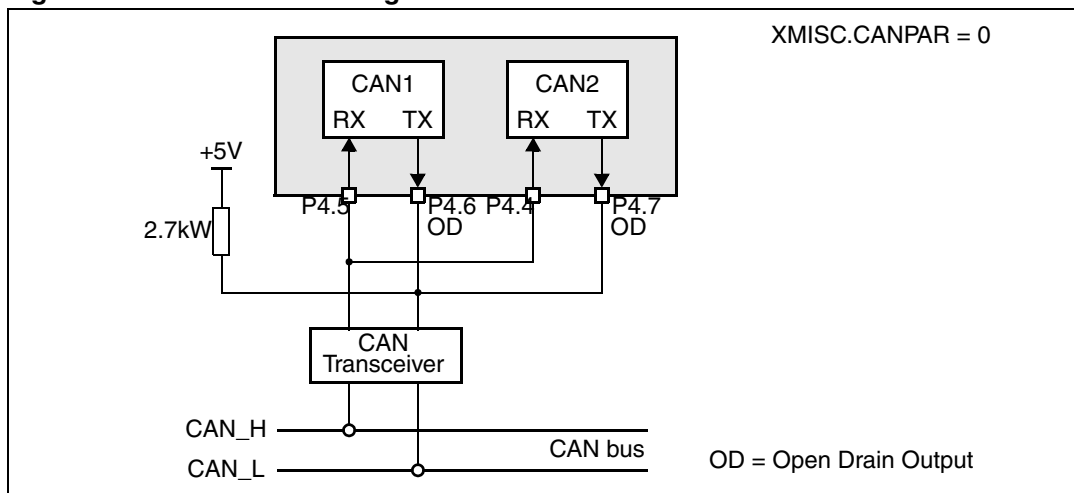 XMISC.CANPAR = 0
CAN1
CAN2
RX TX
RX TX
+5V
P4.5
P4.6
OD
P4.4
P4.7
OD
2.7kW
CAN
Transceiver
CAN_H
CAN bus
CAN_L
OD = Open Drain Output